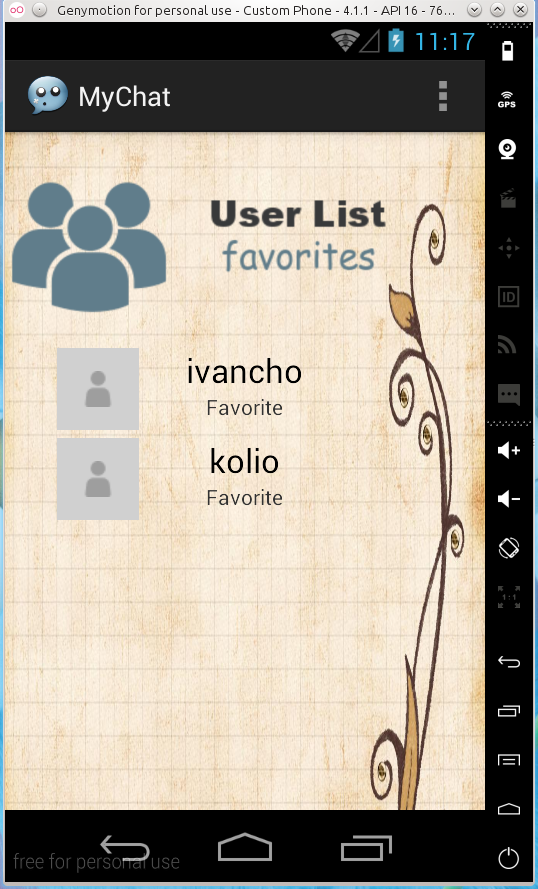 Genymotion for personal use - Custom Phone - 4.1.1 - API 16 - 76...
11:17
MyChat
GPS
User List
favorites
ID
ivancho
Favorite
kolio
Favorite
1:1
free for personal use